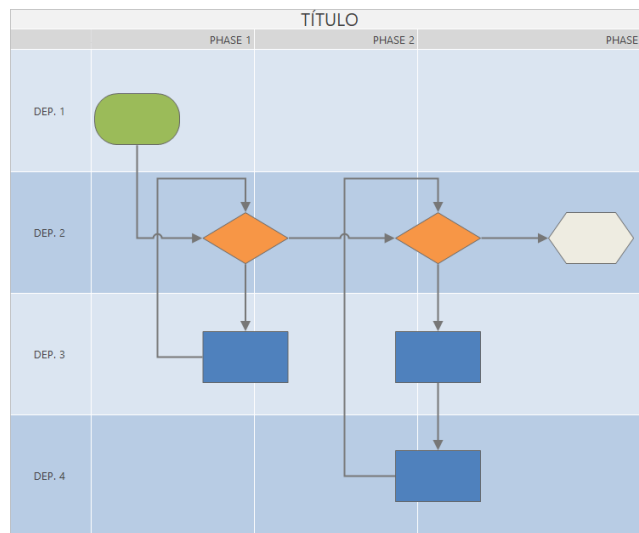 TÍTULO
PHASE 1
PHASE 2
PHASE
DEP. 1
DEP. 2
DEP. 3
DEP. 4